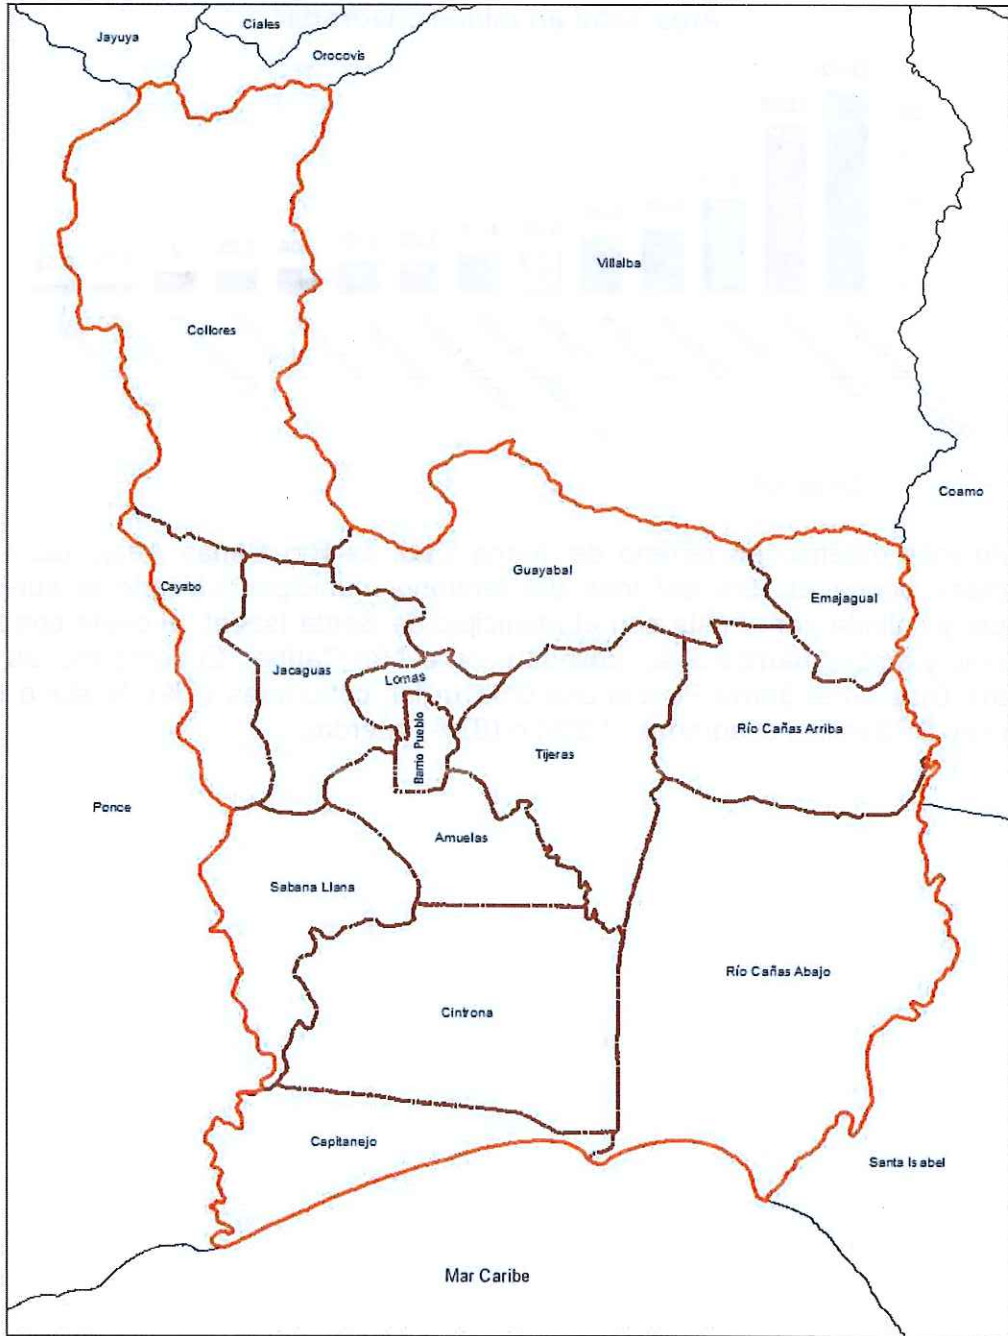 Ciales
Jayuya
Orocovis
Villalba
Collores
Coamo
Guayabal
Cayabo
Emajagual
Jacaguas
Lomas
Río Cañas Arriba
Barrio Pueblo
Tijeras
Ponce
Amuelas
Sabana Llana
Río Cañas Abajo
Cintrona
Capitanejo
Santa Isabel
Mar Caribe